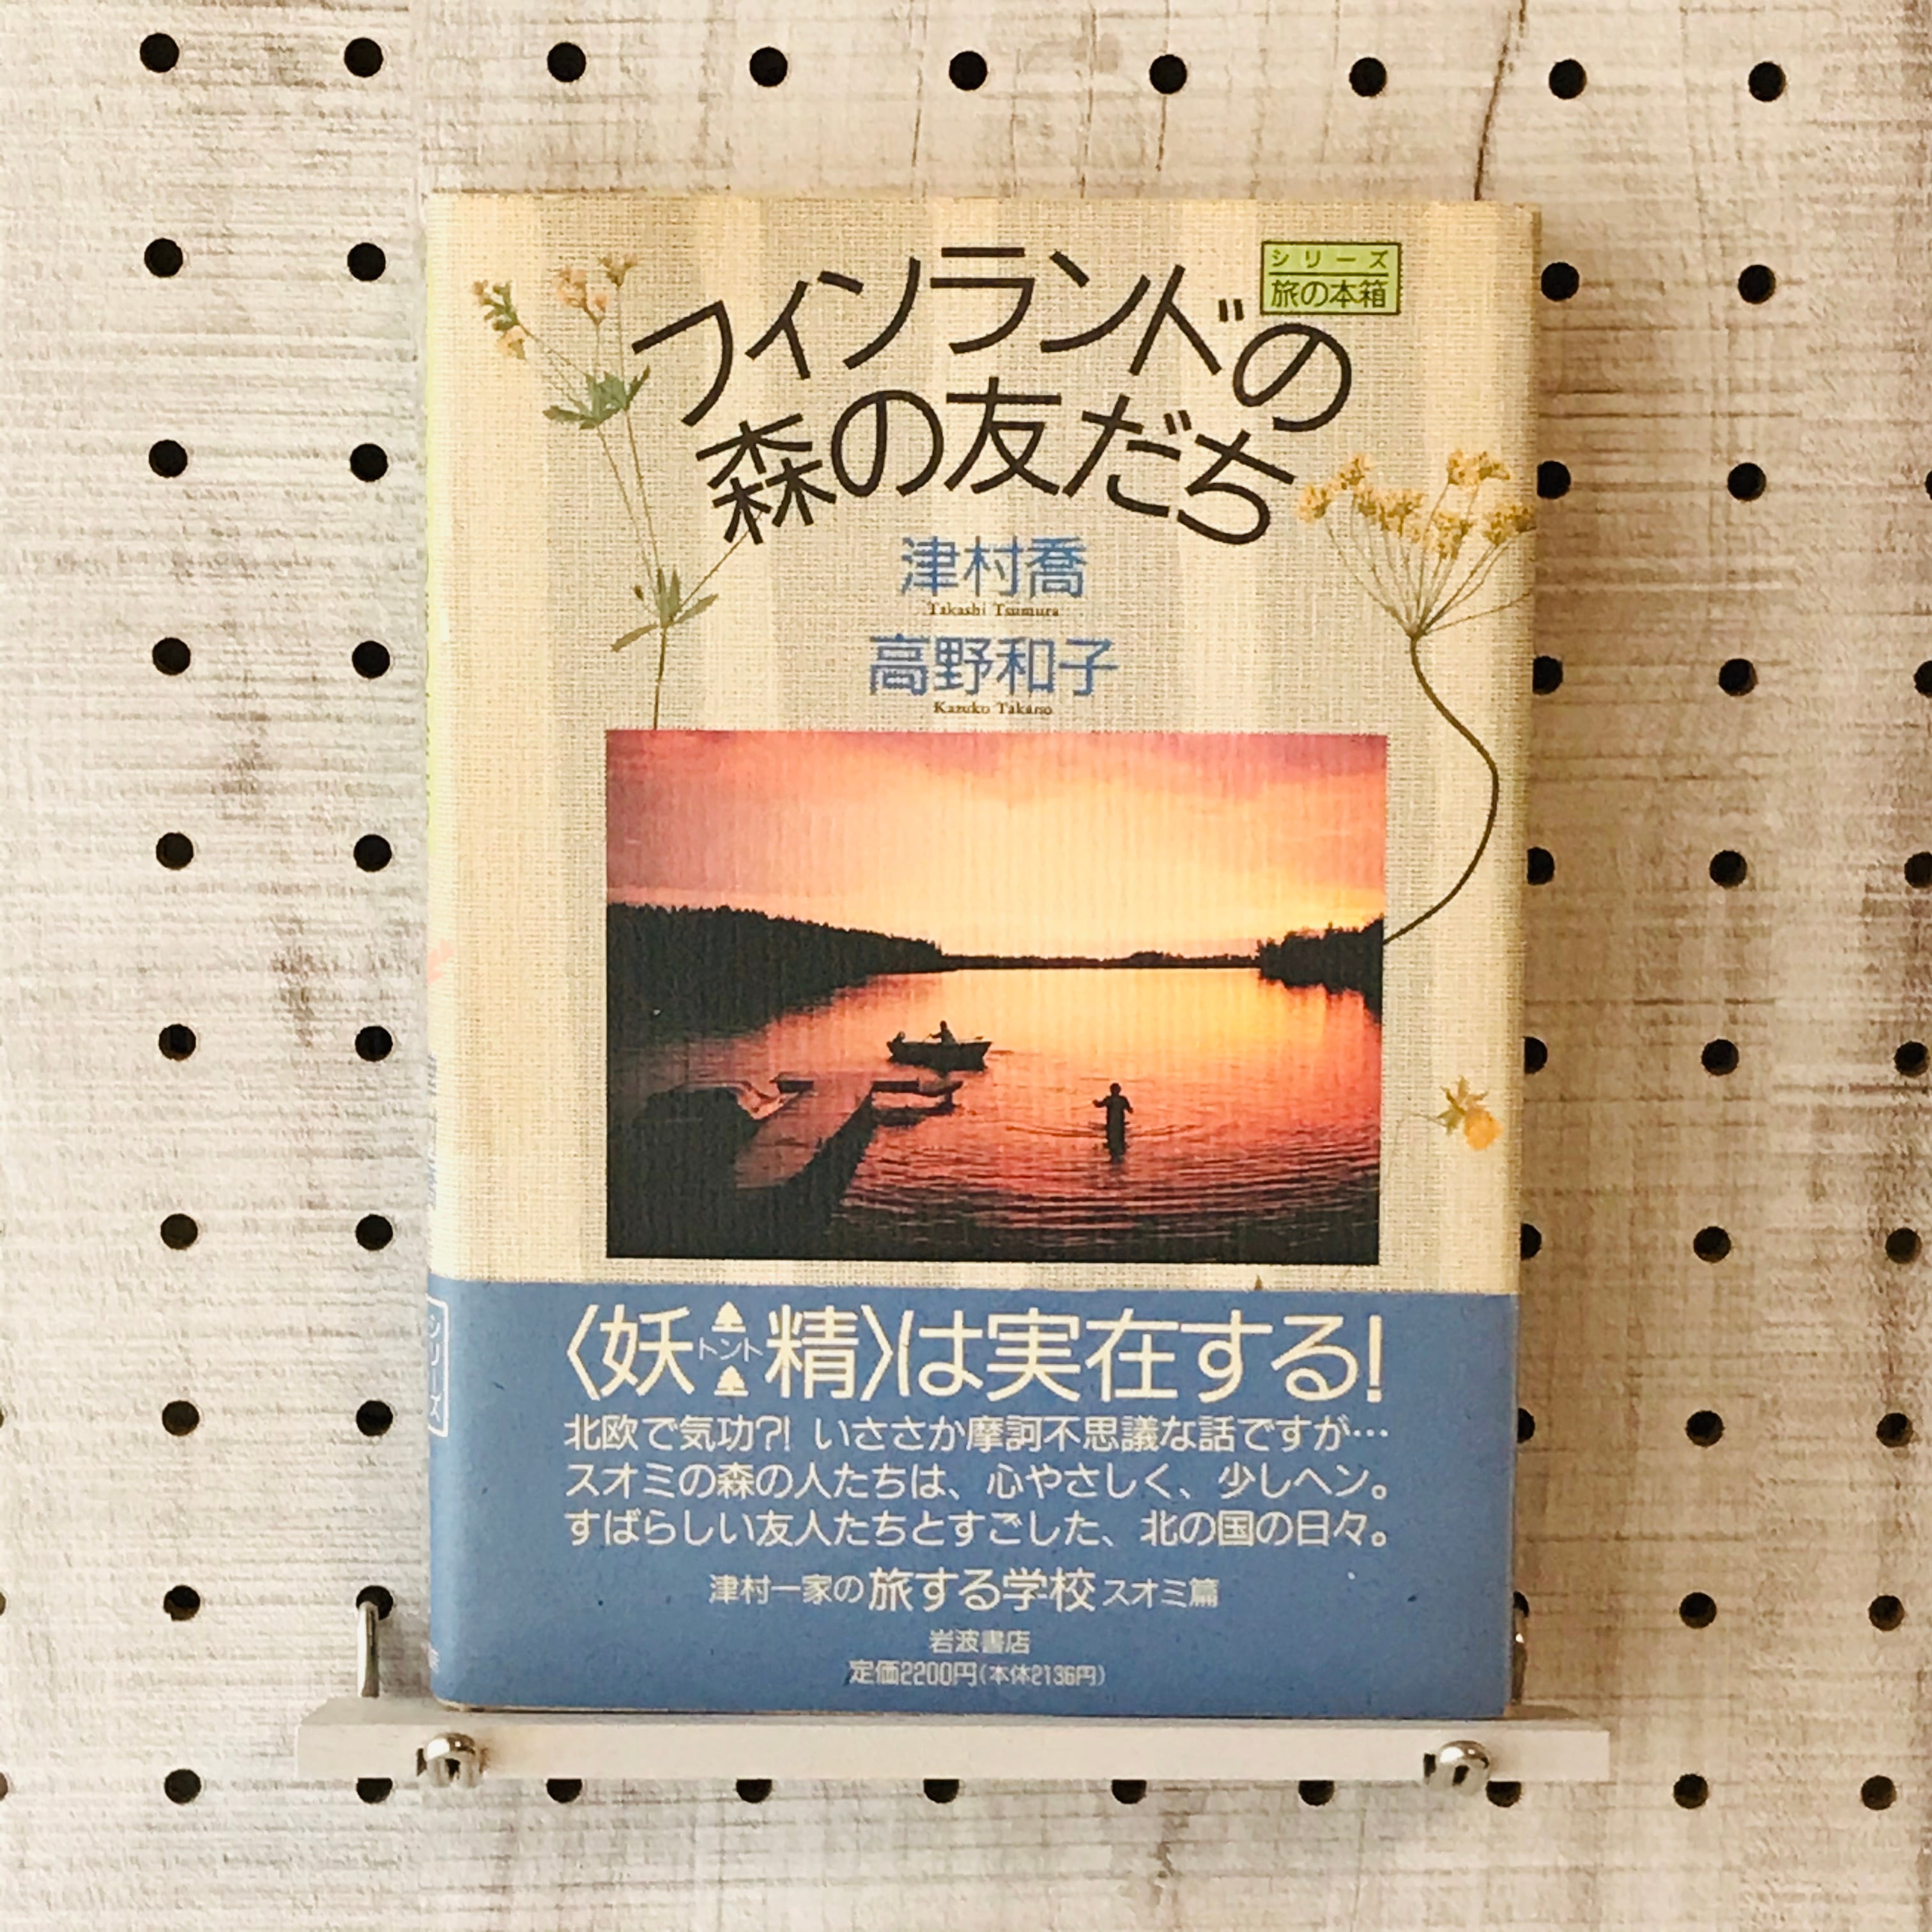 シリーズ
旅の本箱
フィンランドの
森の友だち
津村喬
Takashi Tsumura
高野和子
Kazuko Takano
〈妖精〉は実在する!
トント
北欧で気功?! いささか摩訶不思議な話ですが…
スオミの森の人たちは、心やさしく、少しヘン。
すばらしい友人たちとすごした、北の国の日々。
津村一家の旅する学校スオミ篇
岩波書店
定価2200円(本体2136円)
シリーズ